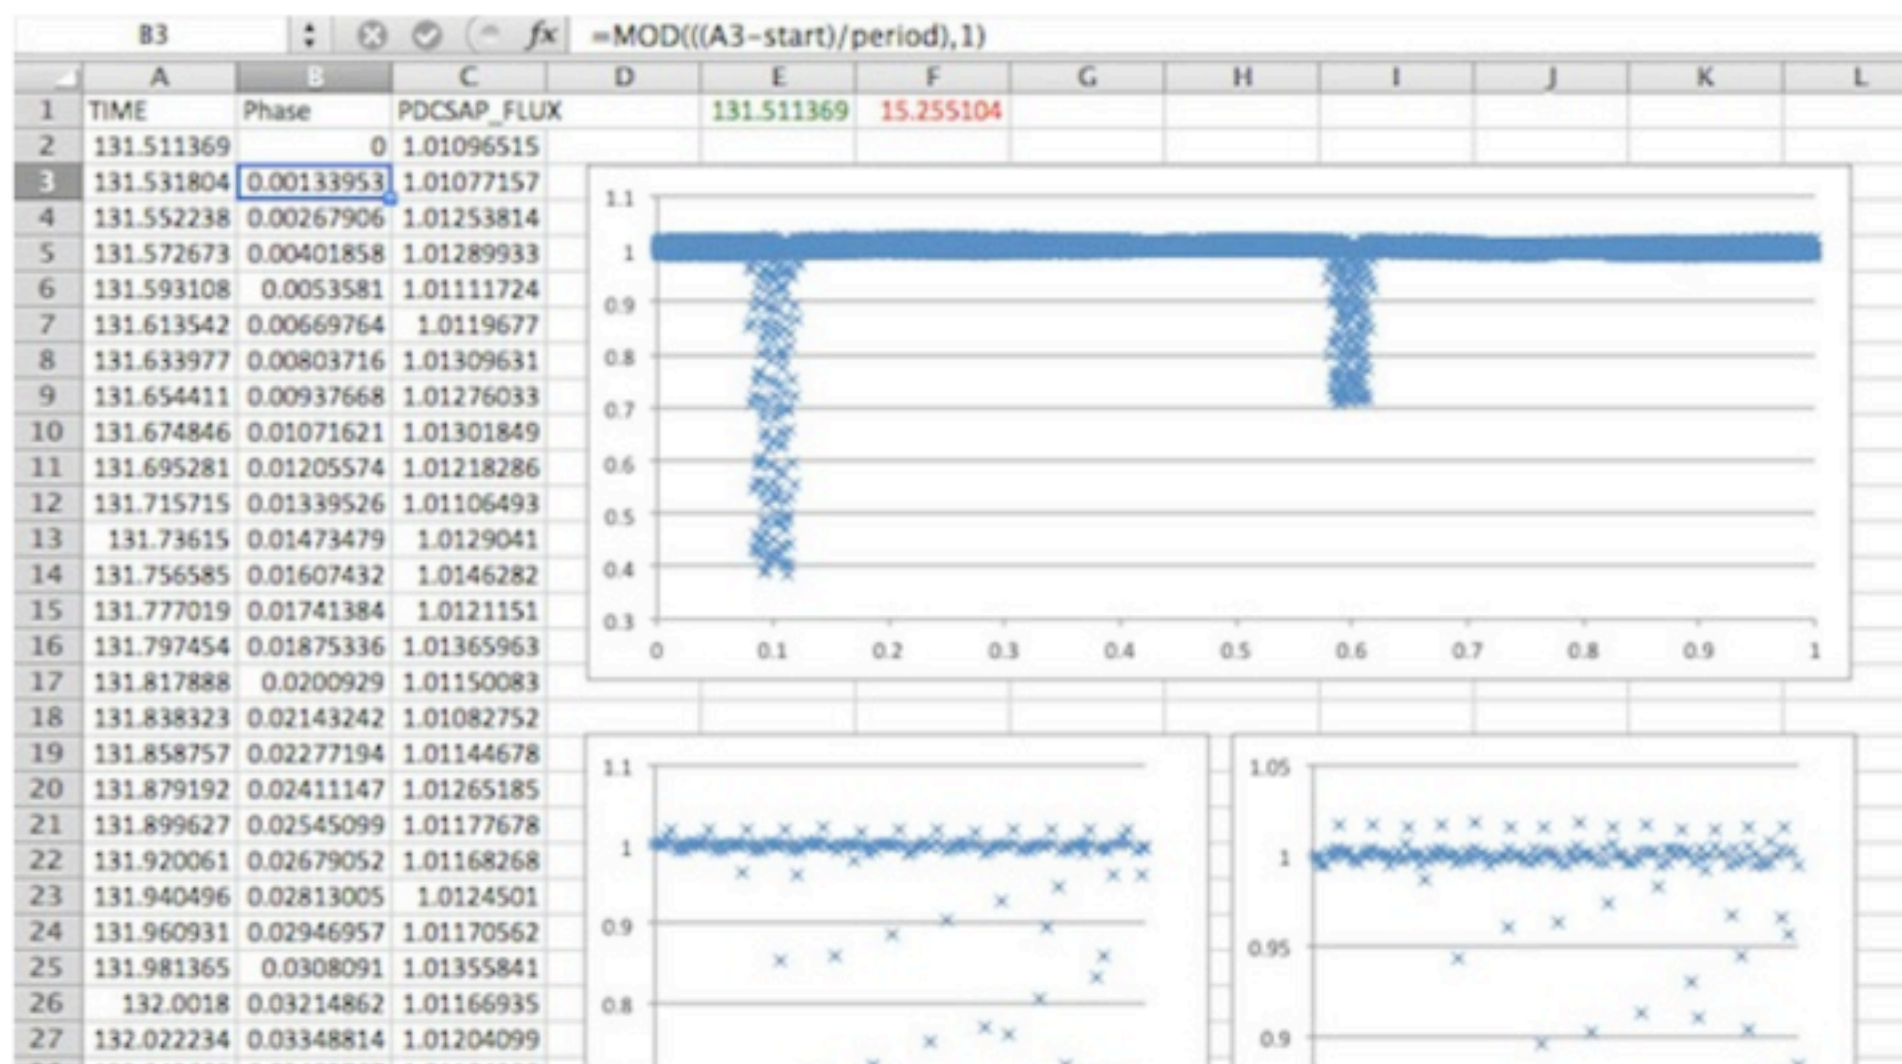 B3 fx =MOD(((A3-start)/period),1)
A B C D E F G H I J K L
1 TIME Phase PDCSAP_FLUX 131.511369 15.255104
2 131.511369 0 1.01096515
3 131.531804 0.00133953 1.01077157
4 131.552238 0.00267906 1.01253814
5 131.572673 0.00401858 1.01289933
6 131.593108 0.0053581 1.01111724
7 131.613542 0.00669764 1.0119677
8 131.633977 0.00803716 1.01309631
9 131.654411 0.00937668 1.01276033
10 131.674846 0.01071621 1.01301849
11 131.695281 0.01205574 1.01218286
12 131.715715 0.01339526 1.01106493
13 131.73615 0.01473479 1.0129041
14 131.756585 0.01607432 1.0146282
15 131.777019 0.01741384 1.0121151
16 131.797454 0.01875336 1.01365963
17 131.817888 0.0200929 1.01150083
18 131.838323 0.02143242 1.01082752
19 131.858757 0.02277194 1.01144678
20 131.879192 0.02411147 1.01265185
21 131.899627 0.02545099 1.01177678
22 131.920061 0.02679052 1.01168268
23 131.940496 0.02813005 1.0124501
24 131.960931 0.02946957 1.01170562
25 131.981365 0.0308091 1.01355841
26 132.0018 0.03214862 1.01166935
27 132.022234 0.03348814 1.01204099
1.1
1
0.9
0.8
0.7
0.6
0.5
0.4
0.3
0 0.1 0.2 0.3 0.4 0.5 0.6 0.7 0.8 0.9 1
1.1
1
0.9
0.8
1.05
1
0.95
0.9